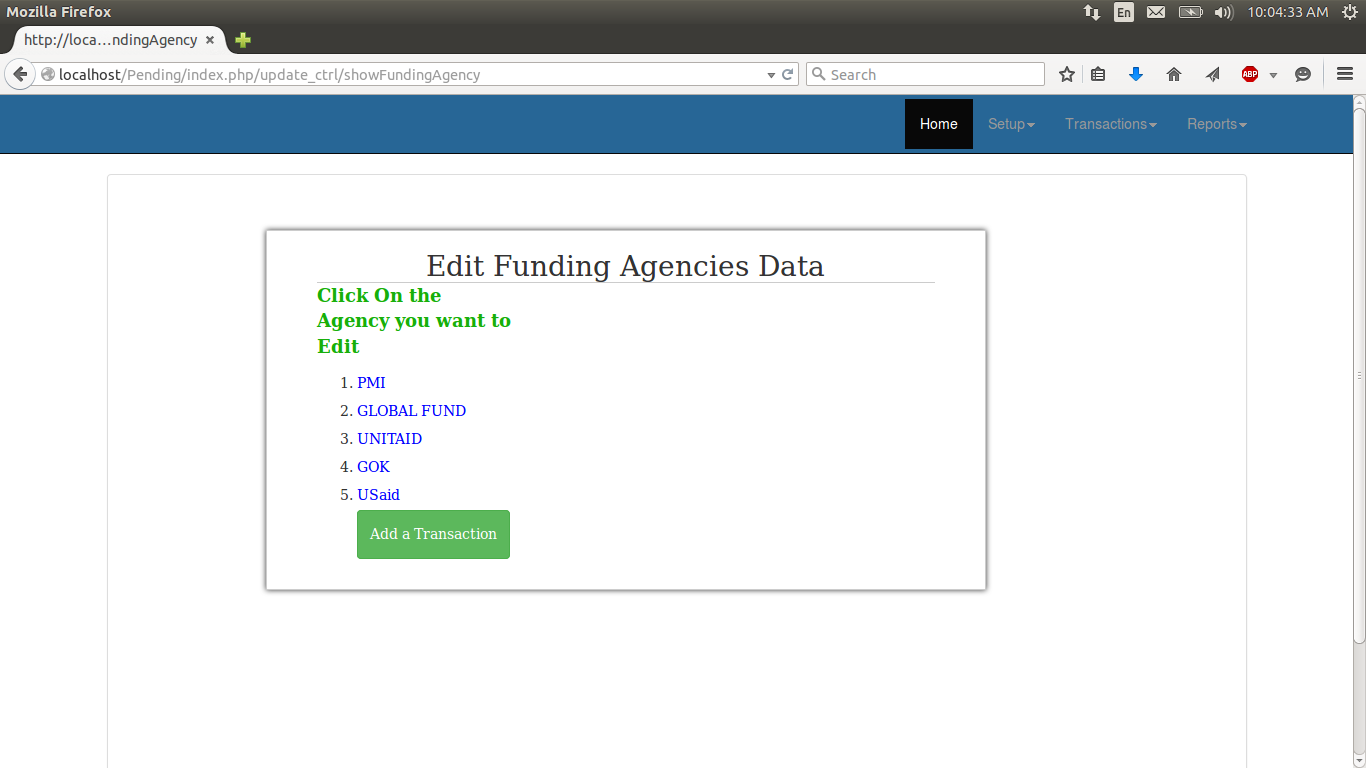 Mozilla Firefox
En
10:04:33 AM
http://loca...ndingAgency
localhost/Pending/index.php/update_ctrl/showFundingAgency
Search
ABP
Home
Setup
Transactions
Reports
Edit Funding Agencies Data
Click On the
Agency you want to
Edit
1. PMI
2. GLOBAL FUND
3. UNITAID
4. GOK
5. USaid
Add a Transaction